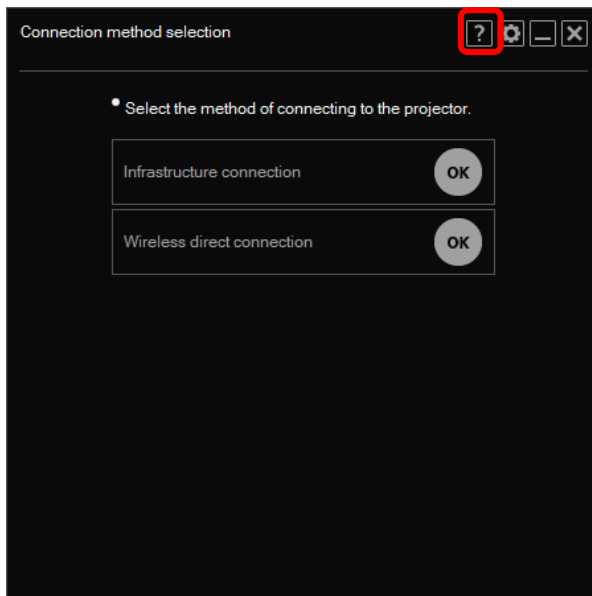 Connection method selection
?
Select the method of connecting to the projector.
Infrastructure connection
OK
Wireless direct connection
OK